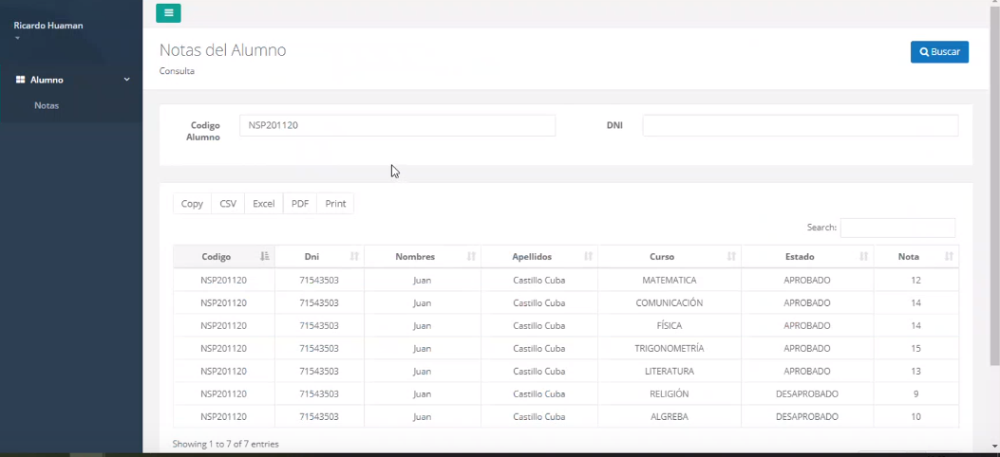 Ricardo Huaman
Alumno
Notas
Notas del Alumno
Consulta
Buscar
Codigo Alumno NSP201120 DNI
Copy CSV Excel PDF Print
Search:
Codigo Dni Nombres Apellidos Curso Estado Nota
NSP201120 71543503 Juan Castillo Cuba MATEMATICA APROBADO 12
NSP201120 71543503 Juan Castillo Cuba COMUNICACIÓN APROBADO 14
NSP201120 71543503 Juan Castillo Cuba FÍSICA APROBADO 14
NSP201120 71543503 Juan Castillo Cuba TRIGONOMETRÍA APROBADO 15
NSP201120 71543503 Juan Castillo Cuba LITERATURA APROBADO 13
NSP201120 71543503 Juan Castillo Cuba RELIGIÓN DESAPROBADO 9
NSP201120 71543503 Juan Castillo Cuba ALGREBA DESAPROBADO 10
Showing 1 to 7 of 7 entries